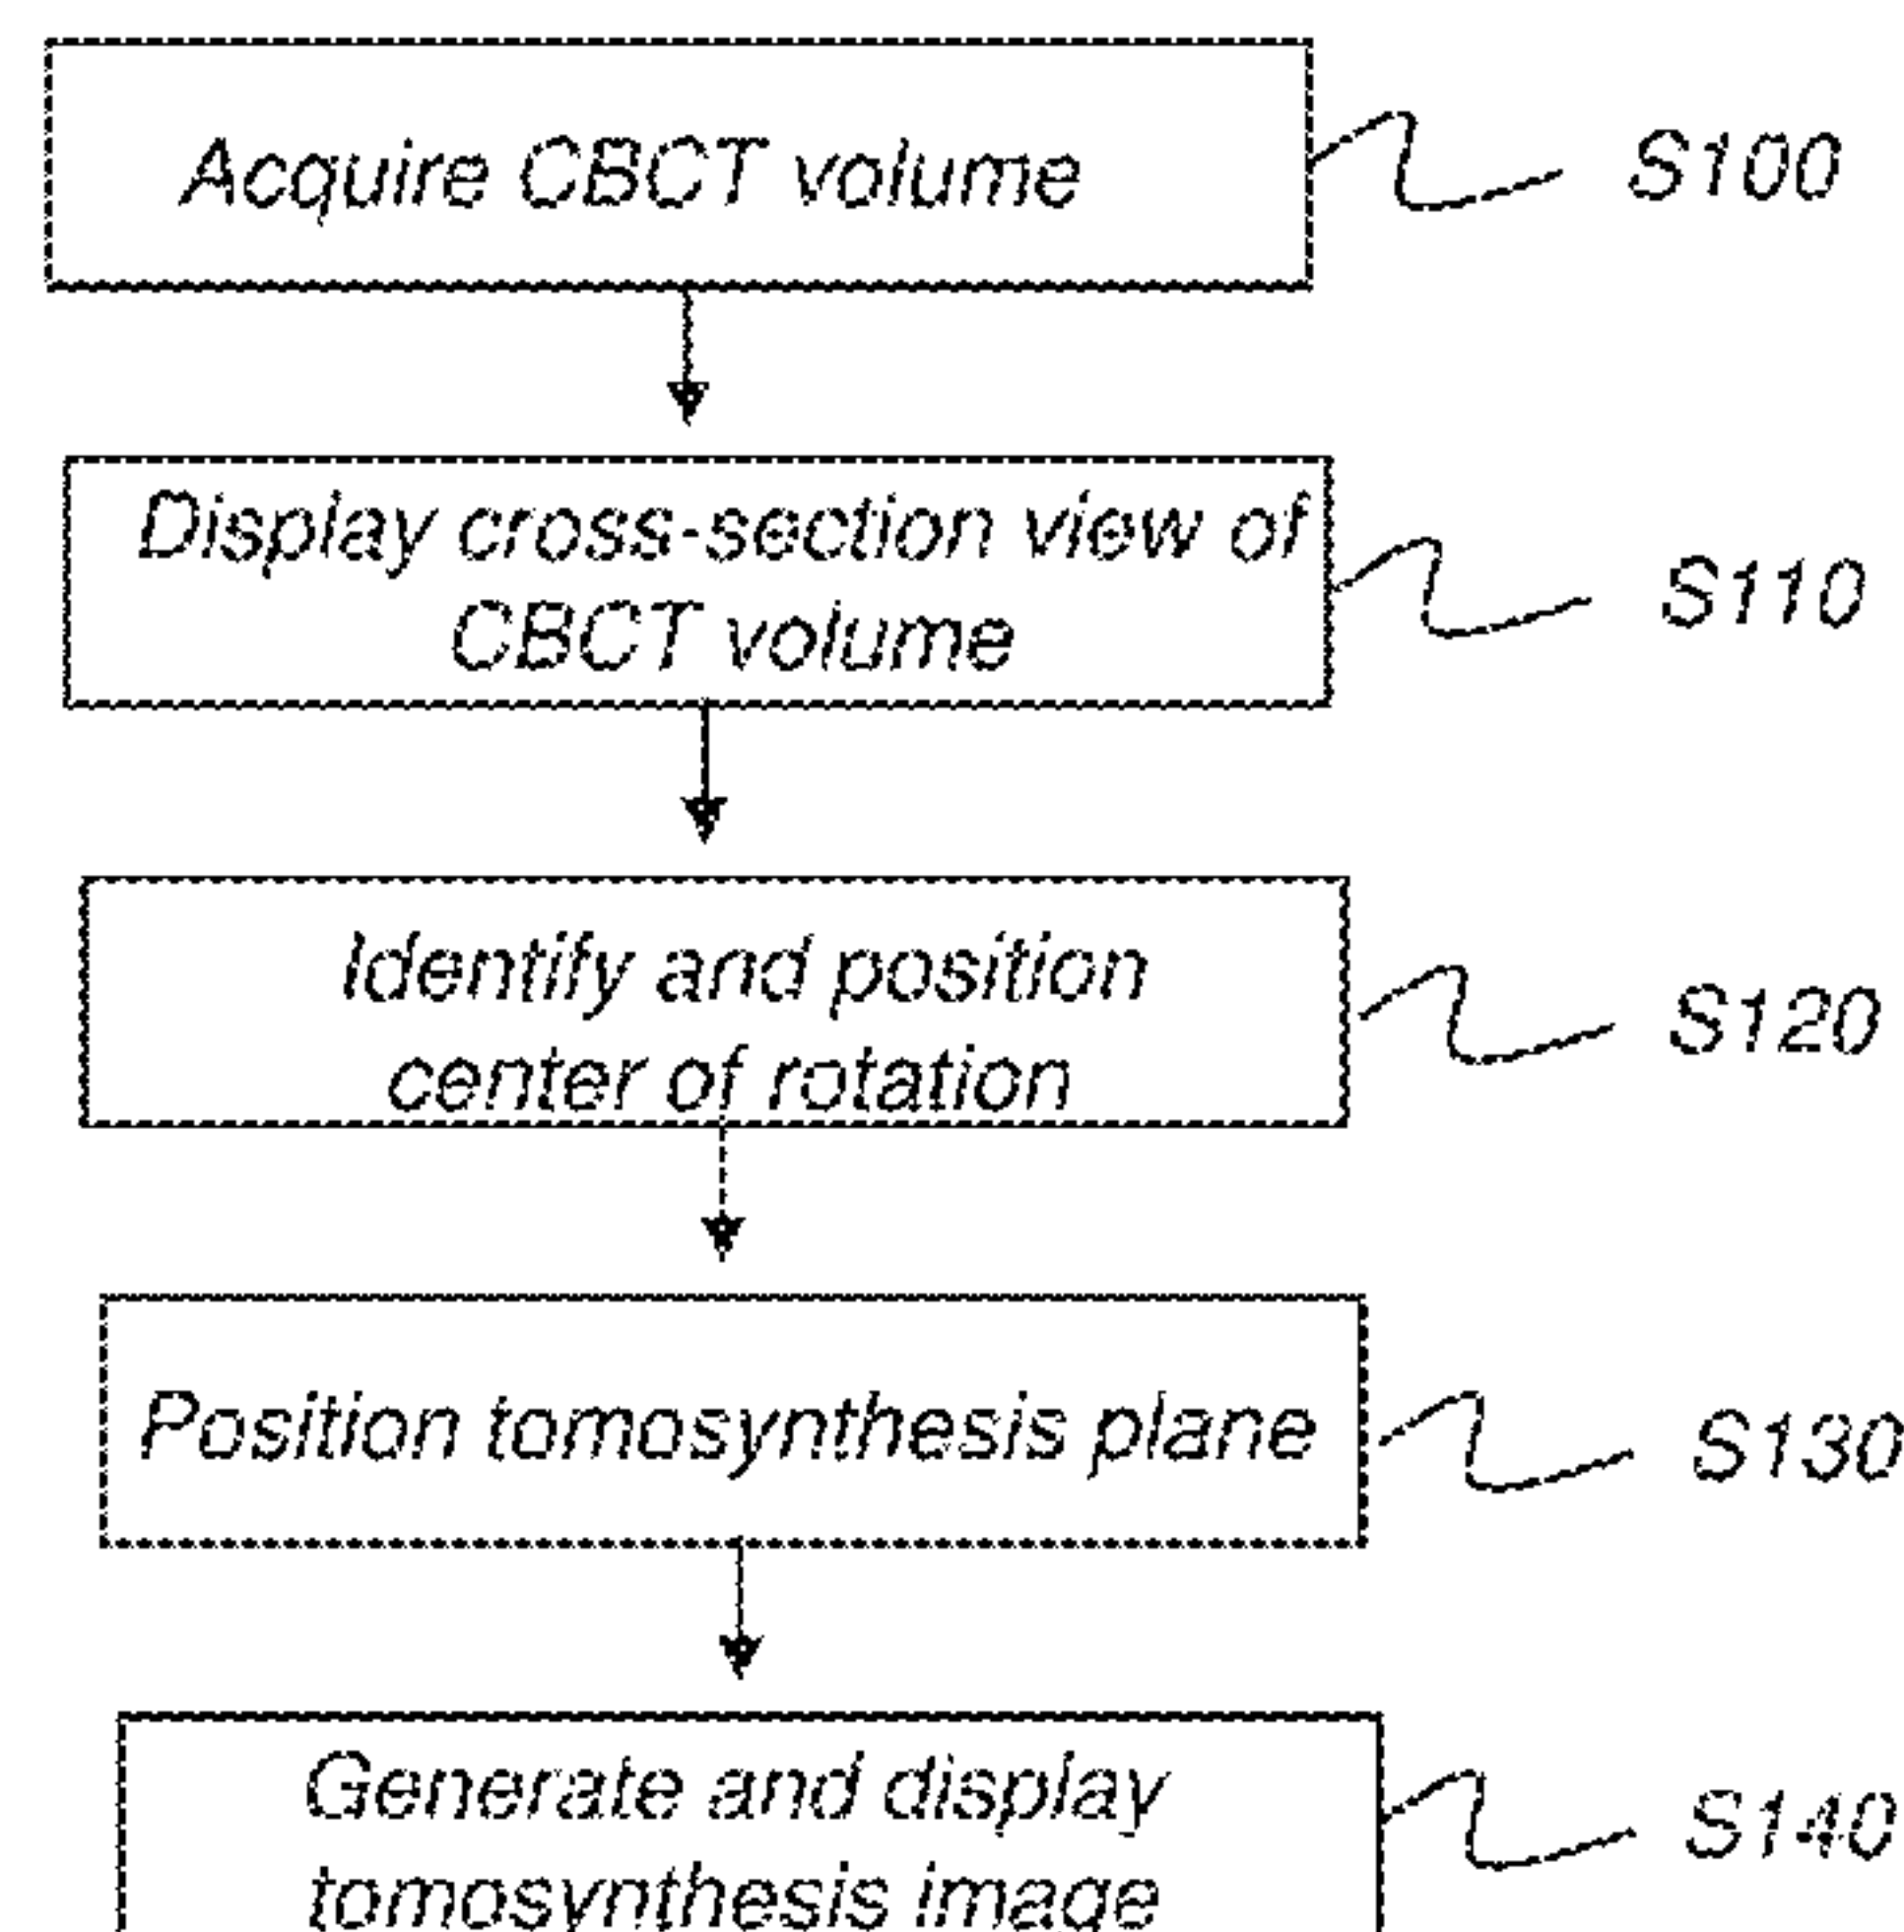 Acquire CBCT volume
S100
Display cross-section view of
CBCT volume
S110
Identify and position
center of rotation
S120
Position tomosynthesis plane
S130
Generate and display
tomosynthesis image
S140